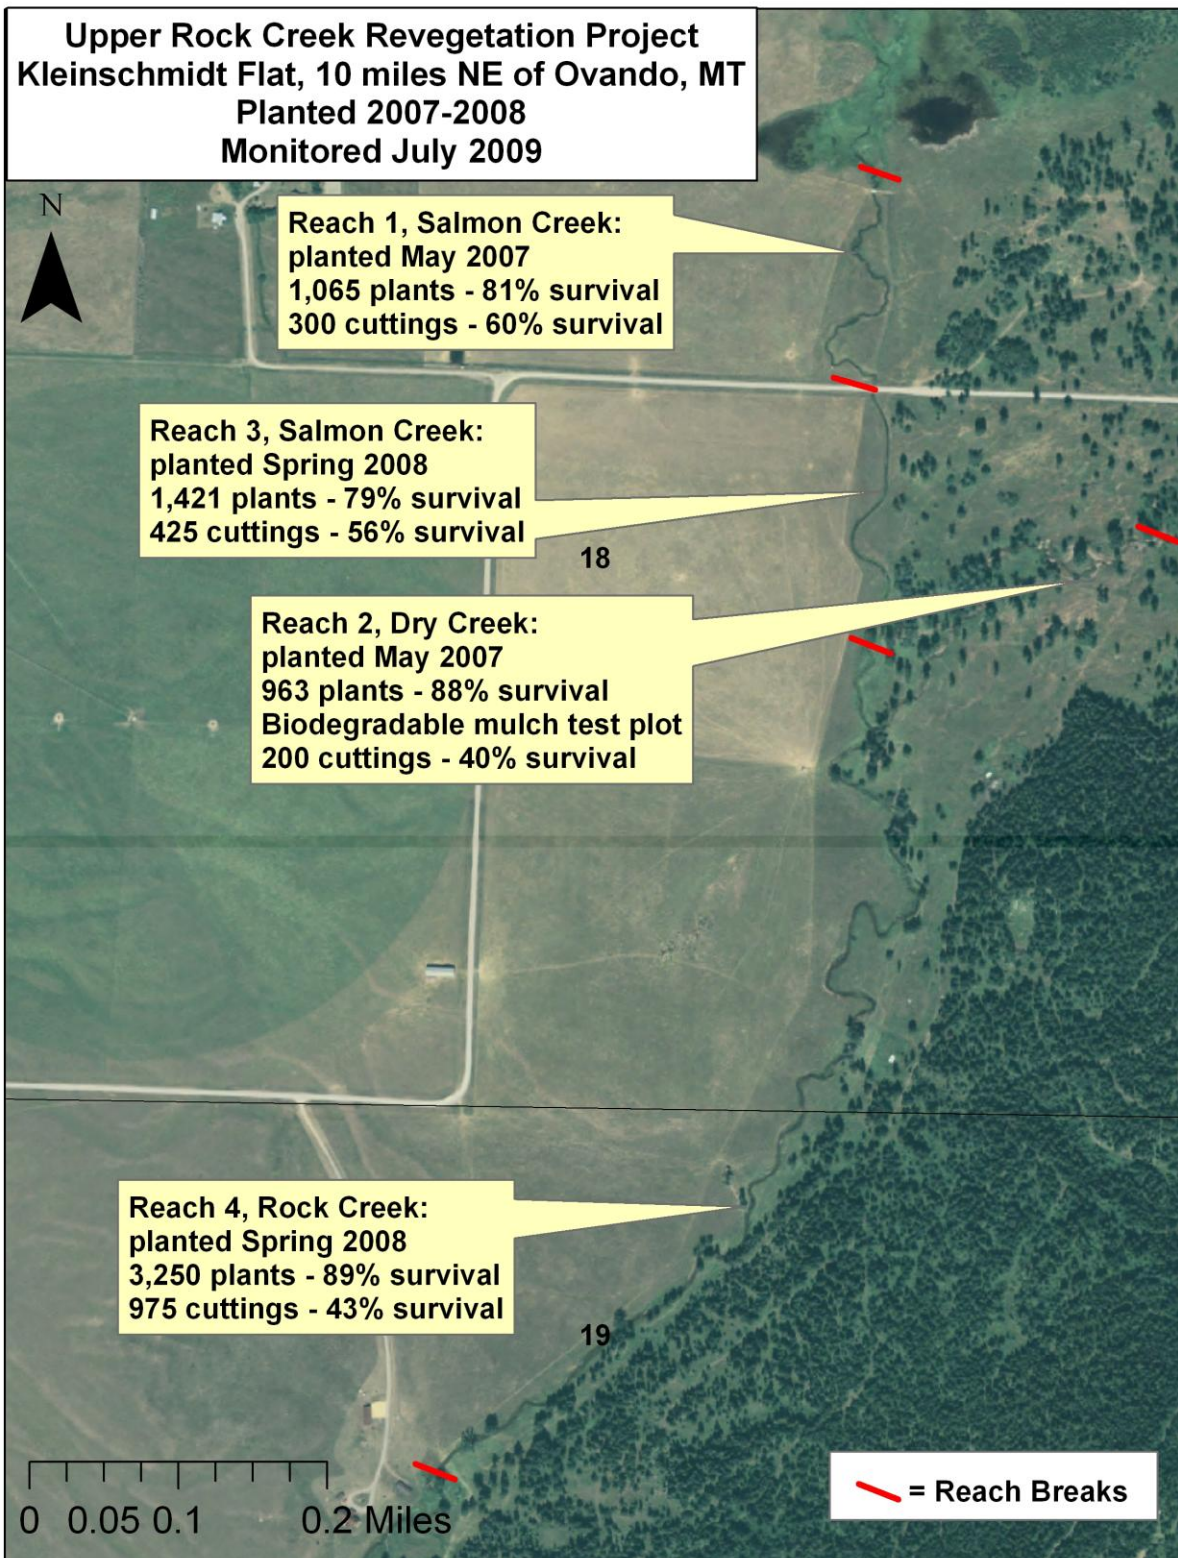 Upper Rock Creek Revegetation Project
Kleinschmidt Flat, 10 miles NE of Ovando, MT
Planted 2007-2008
Monitored July 2009
N
Reach 1, Salmon Creek:
planted May 2007
1,065 plants - 81% survival
300 cuttings - 60% survival
Reach 3, Salmon Creek:
planted Spring 2008
1,421 plants - 79% survival
425 cuttings - 56% survival
18
Reach 2, Dry Creek:
planted May 2007
963 plants - 88% survival
Biodegradable mulch test plot
200 cuttings - 40% survival
Reach 4, Rock Creek:
planted Spring 2008
3,250 plants - 89% survival
975 cuttings - 43% survival
19
= Reach Breaks
0 0.05 0.1 0.2 Miles